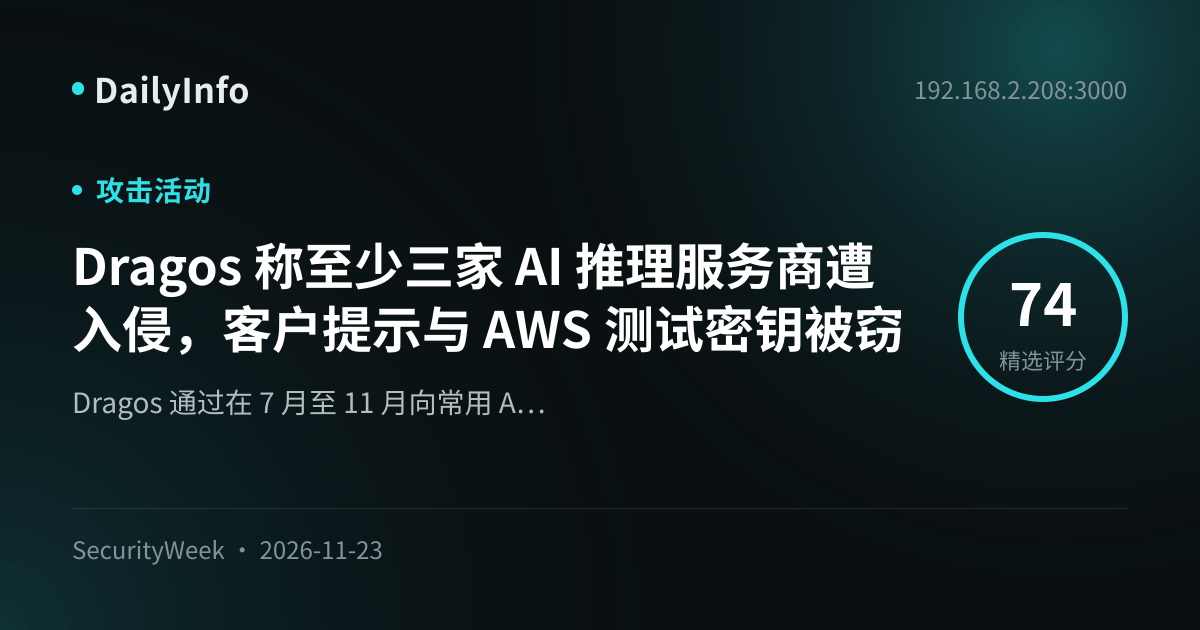 DailyInfo
192.168.2.208:3000
攻击活动
Dragos 称至少三家 AI 推理服务商遭
入侵，客户提示与 AWS 测试密钥被窃
74
精选评分
Dragos 通过在 7 月至 11 月向常用 A…
SecurityWeek · 2026-11-23